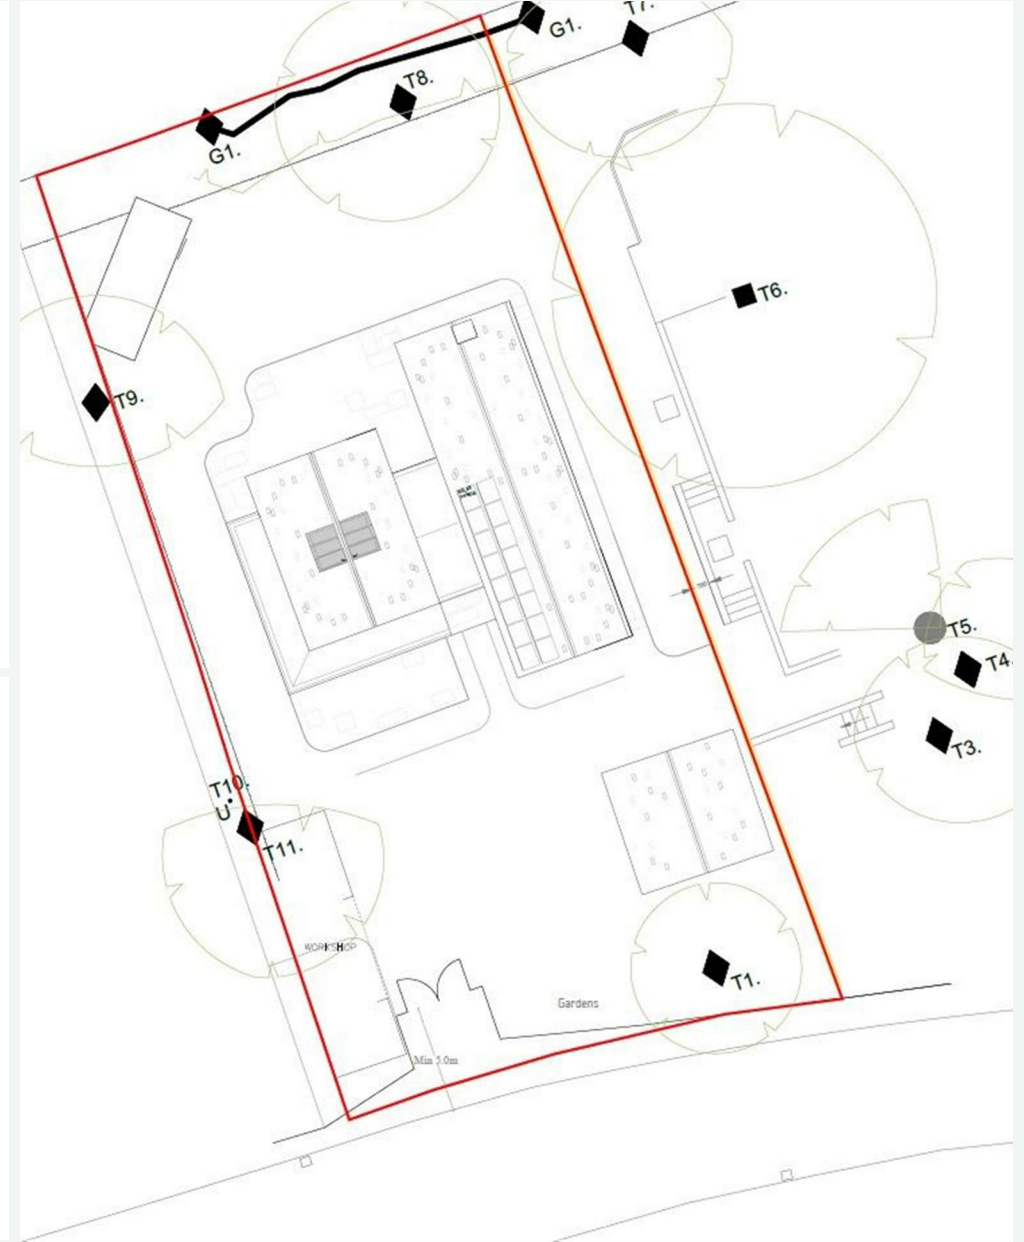 G1.
T7.
T8.
G1.
T6.
T9.
T5.
T4.
T3.
T10.
U
T11.
WORKSHOP
T1.
Gardens
Min 5.0m